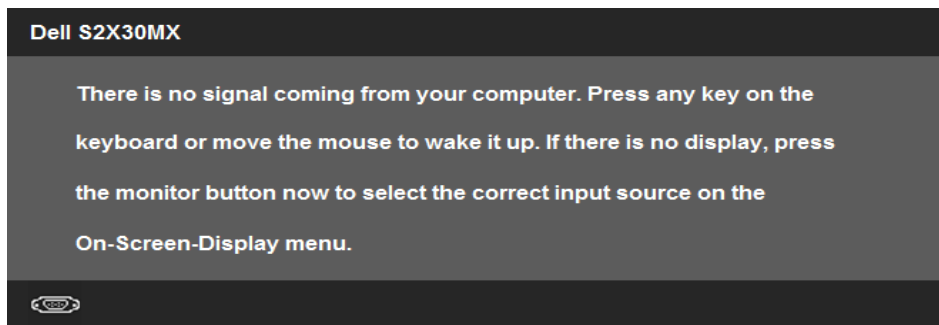 Dell S2X30MX
There is no signal coming from your computer. Press any key on the
keyboard or move the mouse to wake it up. If there is no display, press
the monitor button now to select the correct input source on the
On-Screen-Display menu.